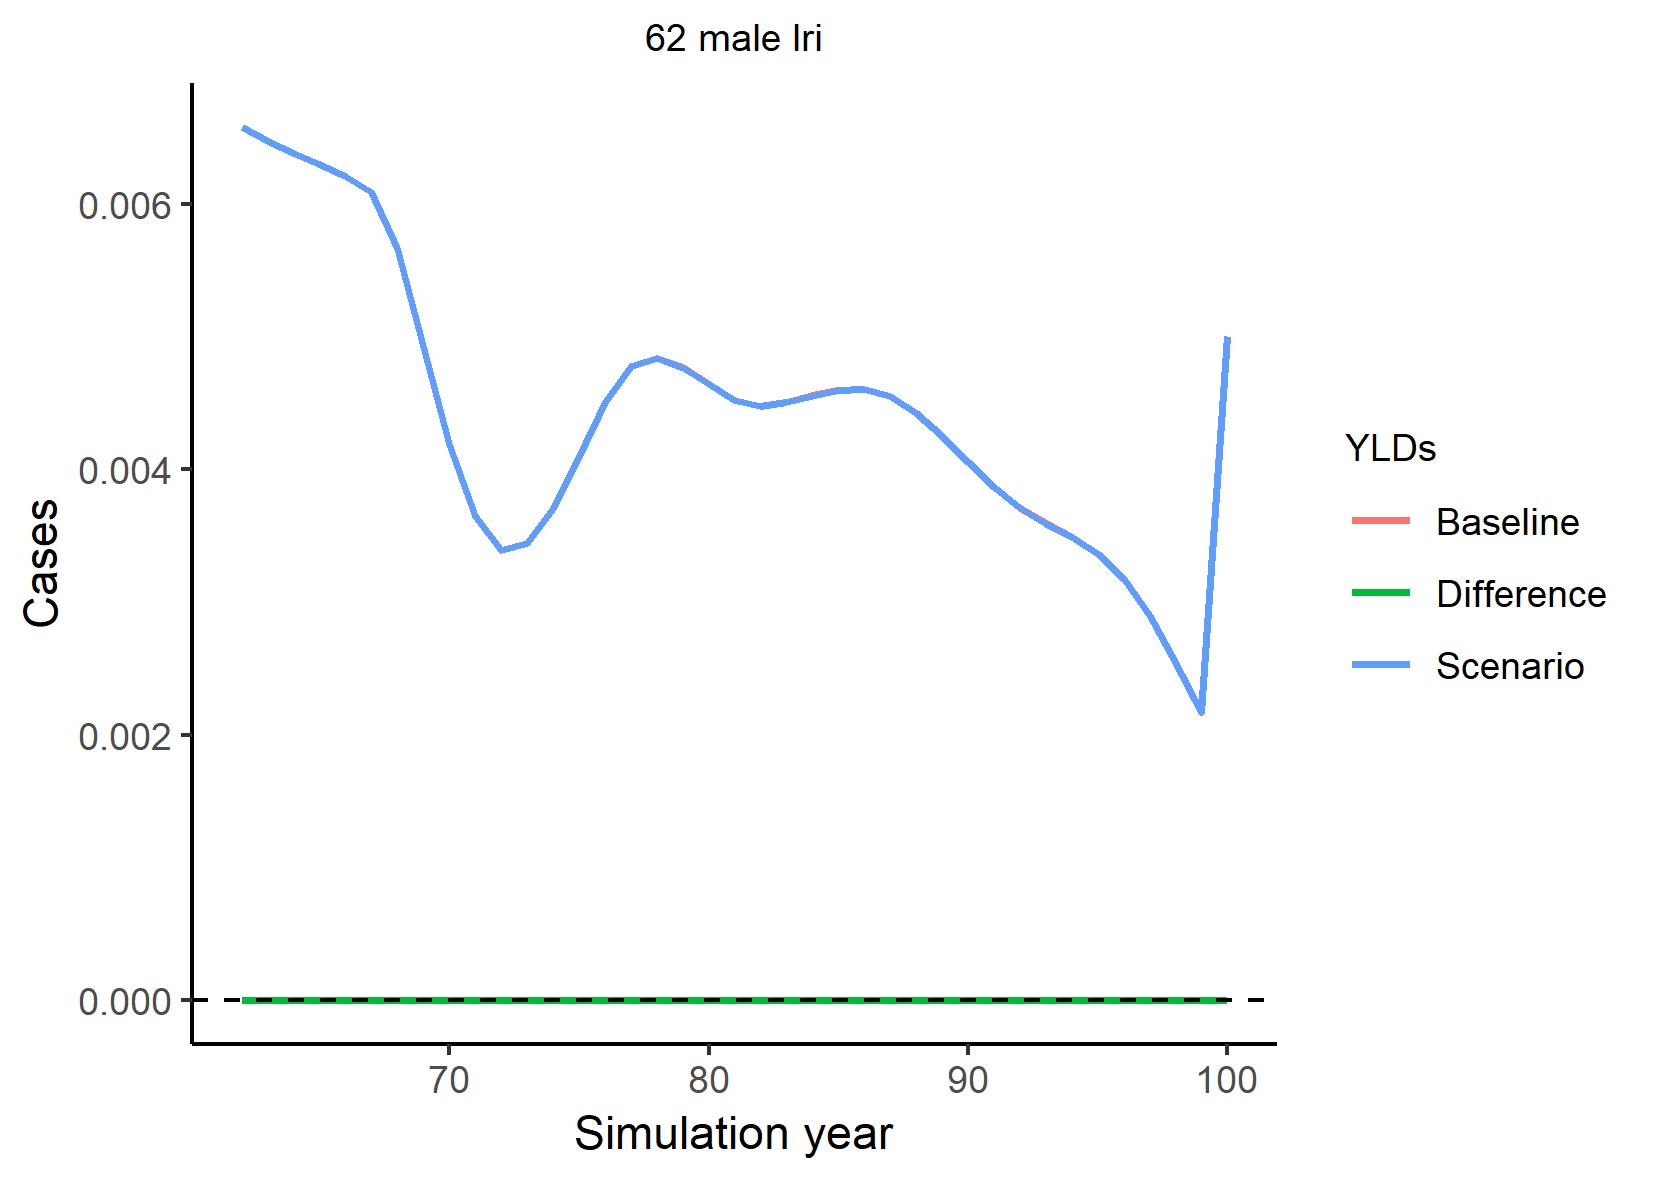 62 male lri
Cases
0.006
0.004
0.002
0.000
70
80
90
100
Simulation year
YLDs
Baseline
Difference
Scenario